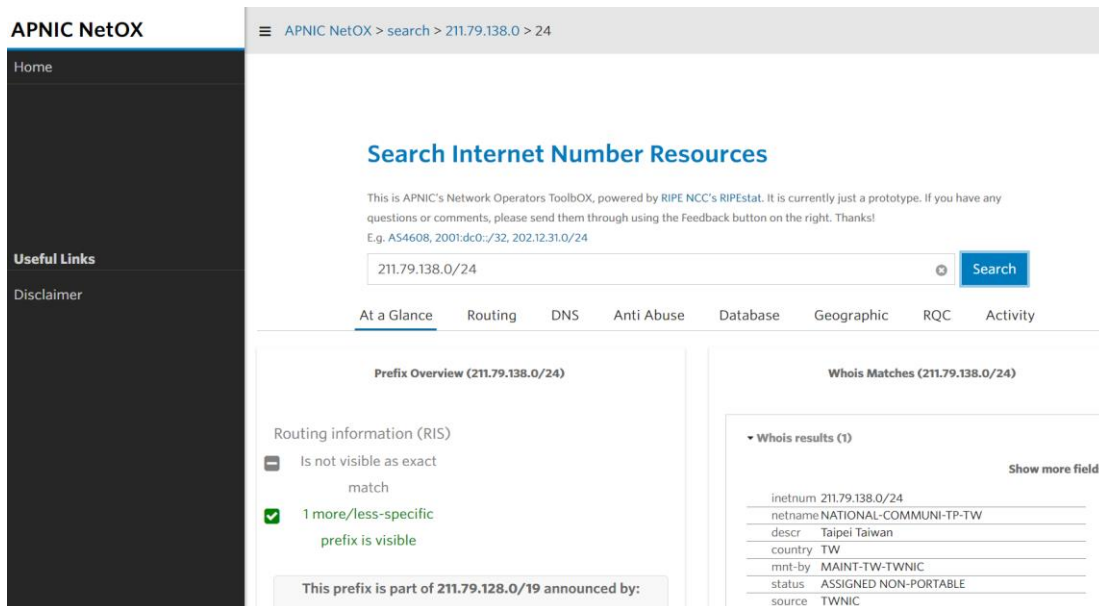 APNIC NetOX
APNIC NetOX > search > 211.79.138.0 > 24
Home
Useful Links
Disclaimer
Search Internet Number Resources
This is APNIC's Network Operators ToolbOX, powered by RIPE NCC's RIPEstat. It is currently just a prototype. If you have any
questions or comments, please send them through using the Feedback button on the right. Thanks!
E.g. AS4608, 2001:dc0::/32, 202.12.31.0/24
211.79.138.0/24
Search
At a Glance Routing DNS Anti Abuse Database Geographic RQC Activity
Prefix Overview (211.79.138.0/24)
Routing information (RIS)
Is not visible as exact
match
1 more/less-specific
prefix is visible
This prefix is part of 211.79.128.0/19 announced by:
Whois Matches (211.79.138.0/24)
Whois results (1)
Show more field
inetnum 211.79.138.0/24
netname NATIONAL-COMMUNI-TP-TW
descr Taipei Taiwan
country TW
mnt-by MAINT-TW-TWNIC
status ASSIGNED NON-PORTABLE
source TWNIC